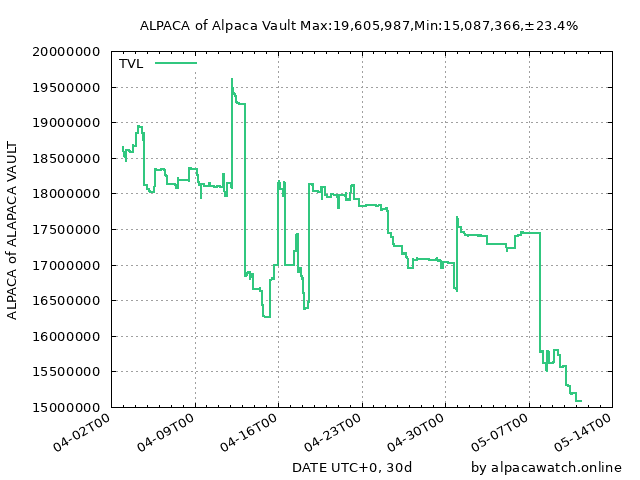 ALPACA of Alpaca Vault Max:19,605,987,Min:15,087,366,±23.4%
TVL
20000000
19500000
19000000
18500000
18000000
17500000
17000000
16500000
16000000
15500000
15000000
ALPACA of ALAPACA VAULT
04-02T00
04-09T00
04-16T00
04-23T00
04-30T00
05-07T00
05-14T00
DATE UTC+0, 30d
by alpacawatch.online